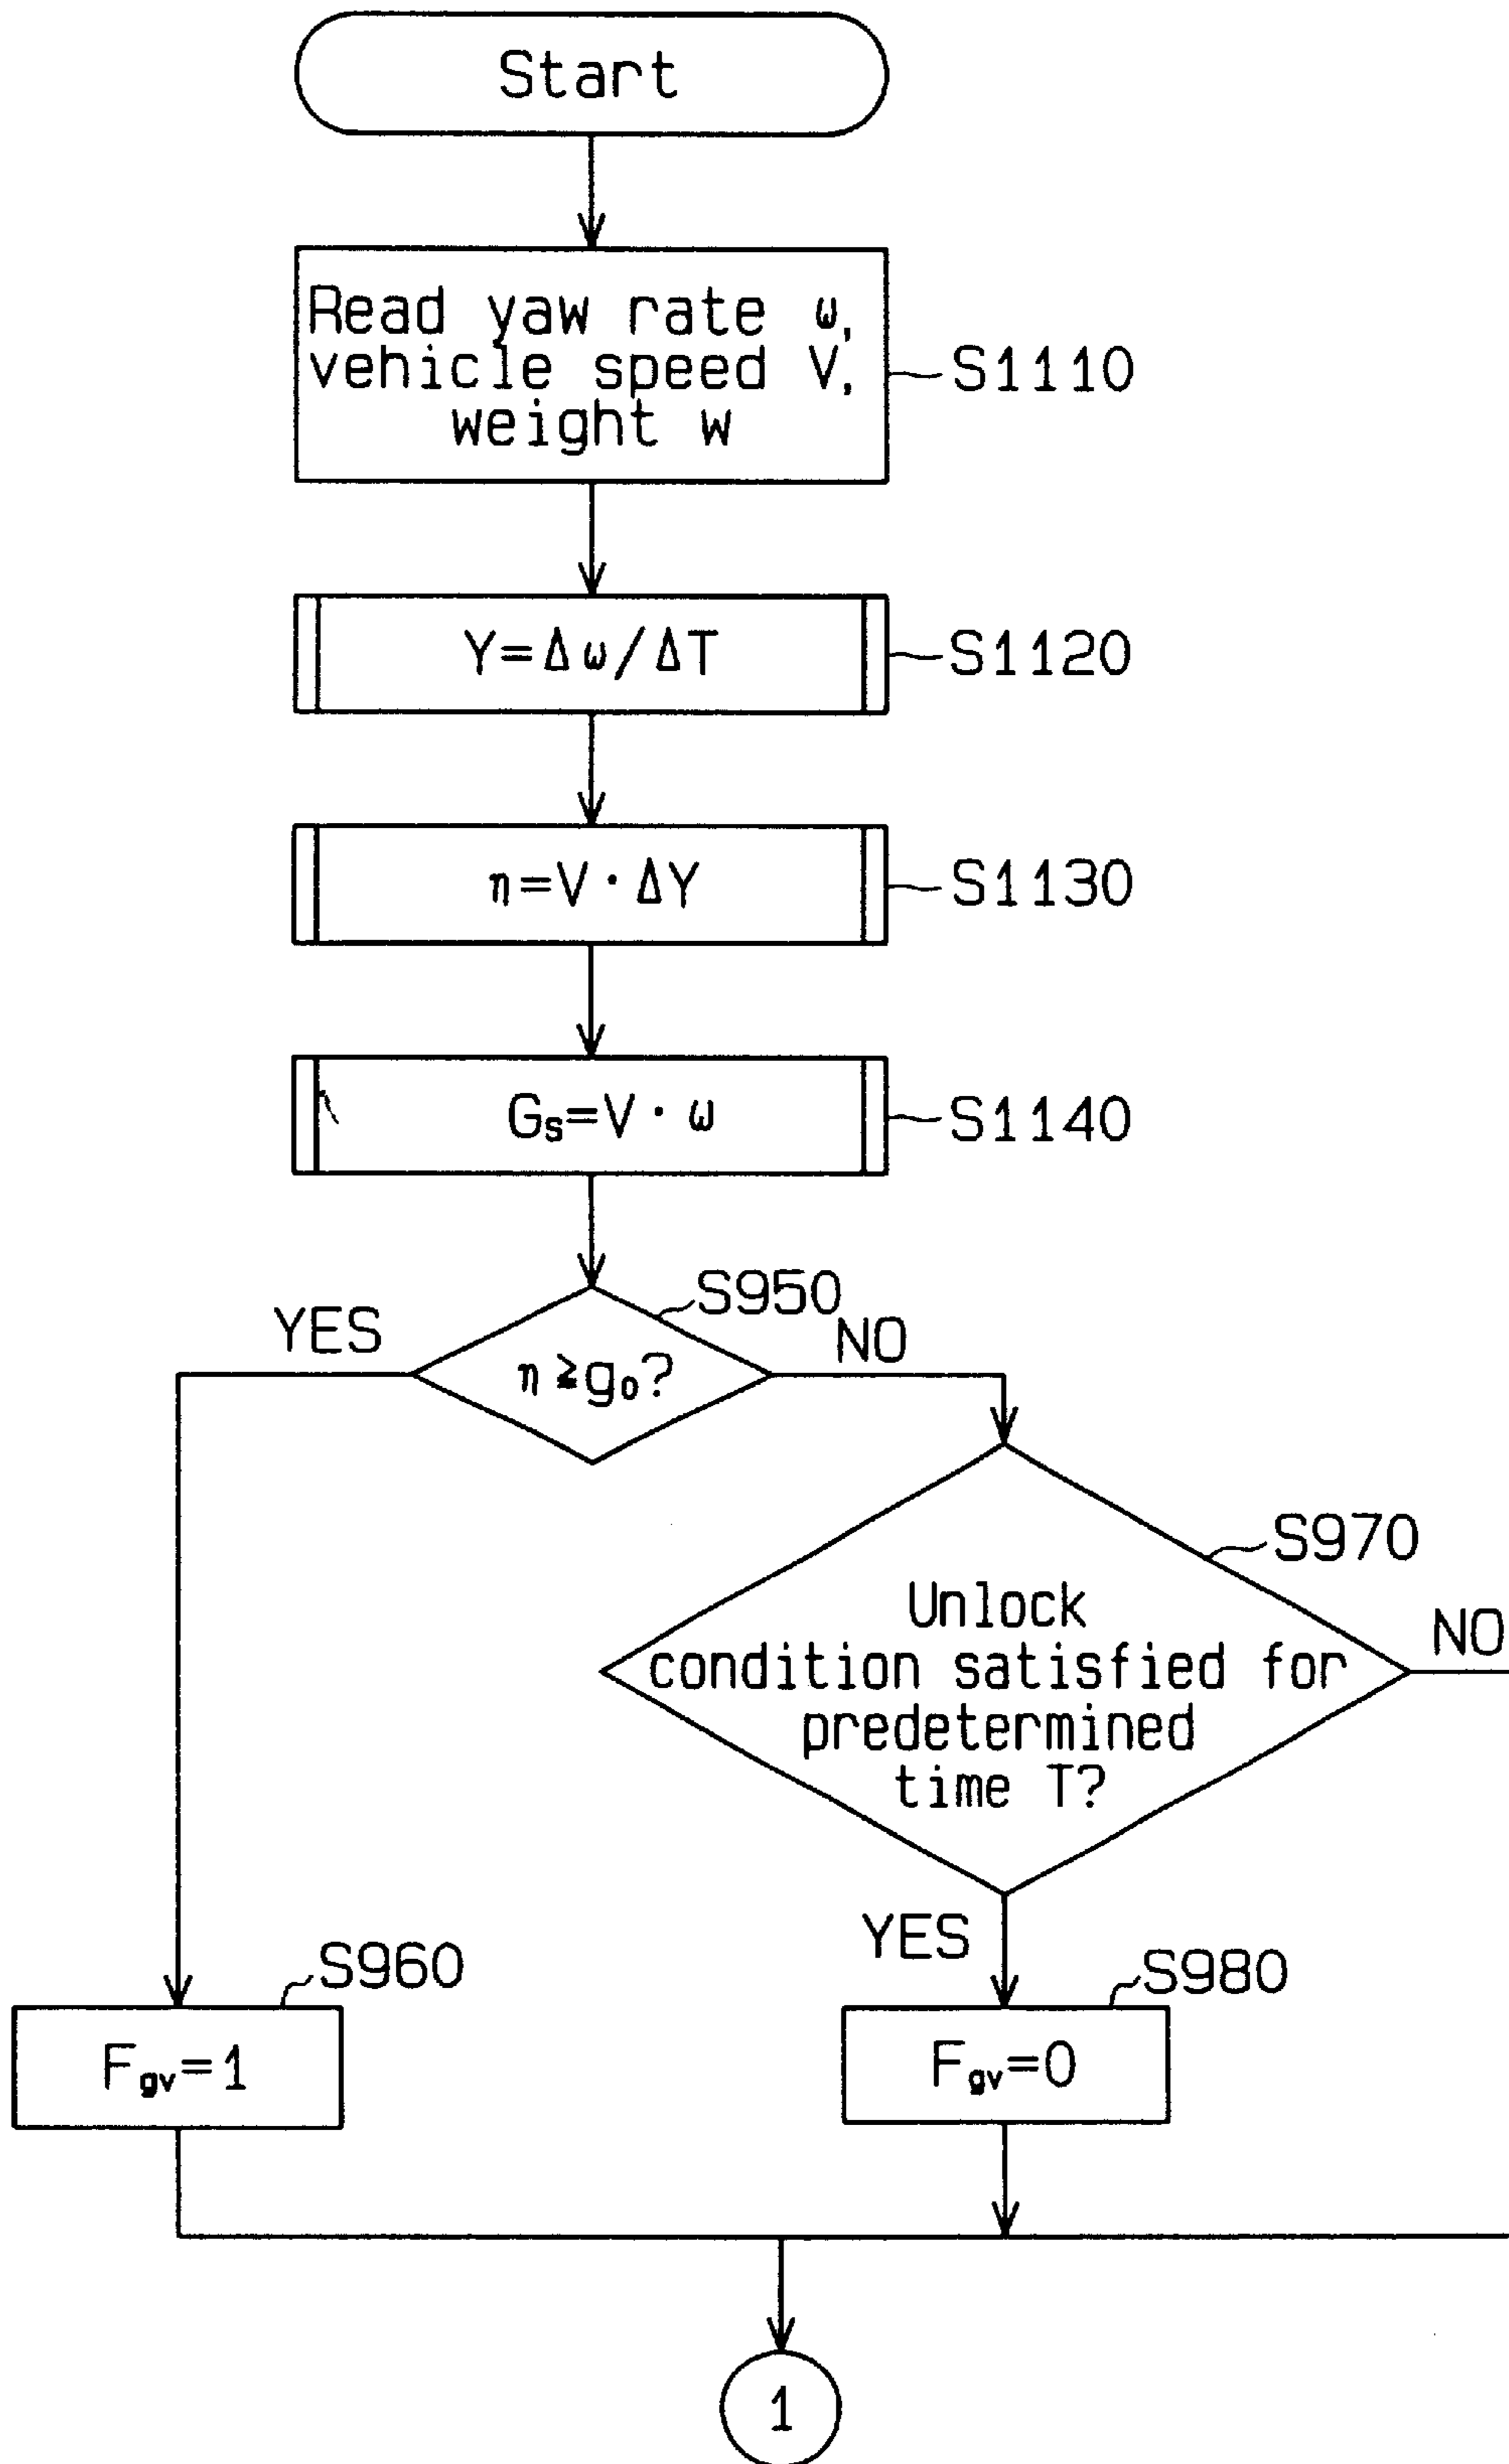 Start
Read yaw rate ω,
vehicle speed V,
weight w
S1110
Y=Δω/ΔT
S1120
η=V·ΔY
S1130
Gs=V·ω
S1140
S950
YES
NO
η≧g₀?
S970
Unlock
condition satisfied for
predetermined
time T?
NO
YES
S960
S980
Fgv=1
Fgv=0
1